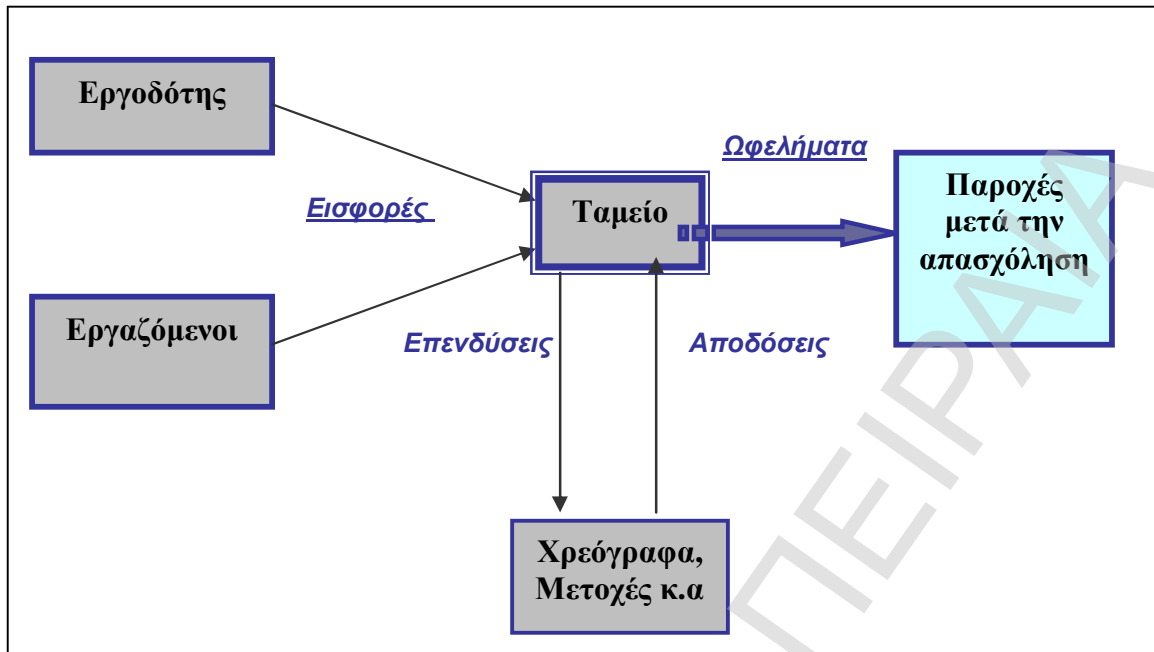 Εργοδότης
Ωφελήματα
Εισφορές
Ταμείο
Παροχές
μετά την
απασχόληση
Εργαζόμενοι
Επενδύσεις
Αποδόσεις
Χρεόγραφα,
Μετοχές κ.α
ΠΕΙΡΑΙΑ